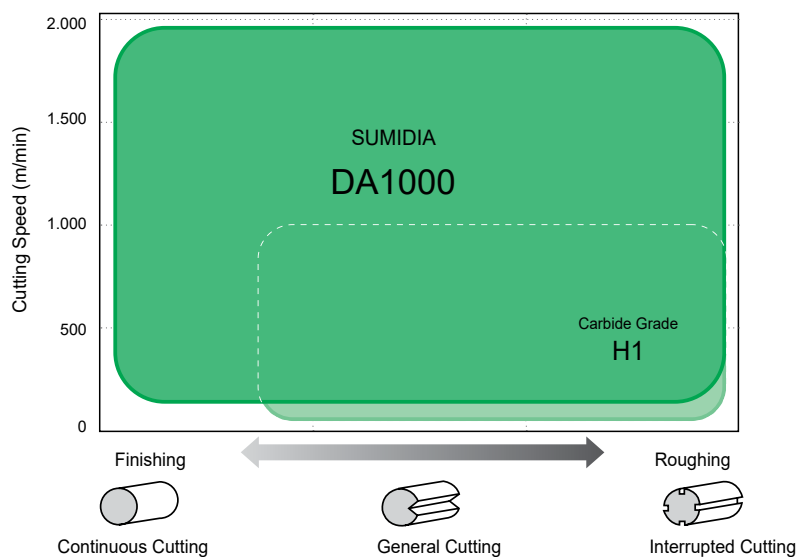 2.000
1.500
1.000
500
0
Cutting Speed (m/min)
SUMIDIA
DA1000
Carbide Grade
H1
Finishing
Roughing
Continuous Cutting
General Cutting
Interrupted Cutting